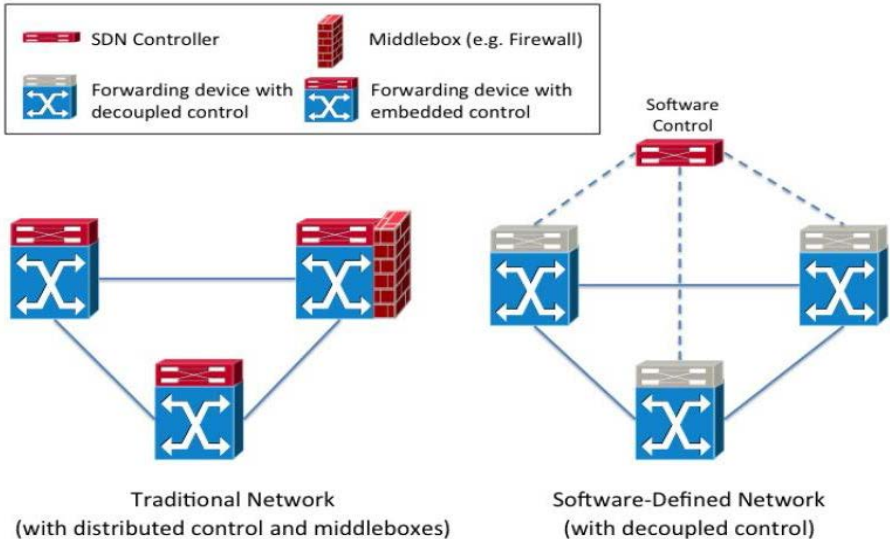 SDN Controller
Middlebox (e.g. Firewall)
Forwarding device with
decoupled control
Forwarding device with
embedded control
Software
Control
Traditional Network
(with distributed control and middleboxes)
Software-Defined Network
(with decoupled control)